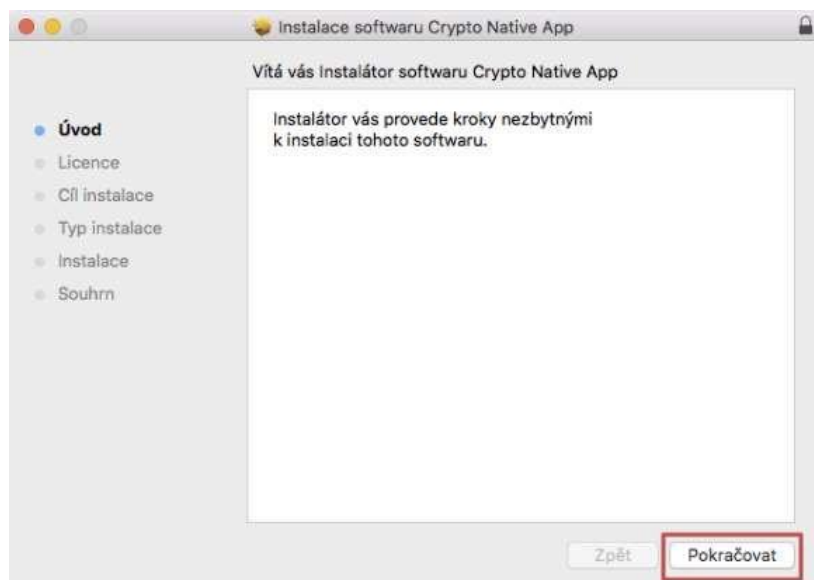 Instalace softwaru Crypto Native App
Vítá vás Instalátor softwaru Crypto Native App
Úvod
Licence
Cíl instalace
Typ instalace
Instalace
Souhrn
Instalátor vás provede kroky nezbytnými
k instalaci tohoto softwaru.
Zpět
Pokračovat